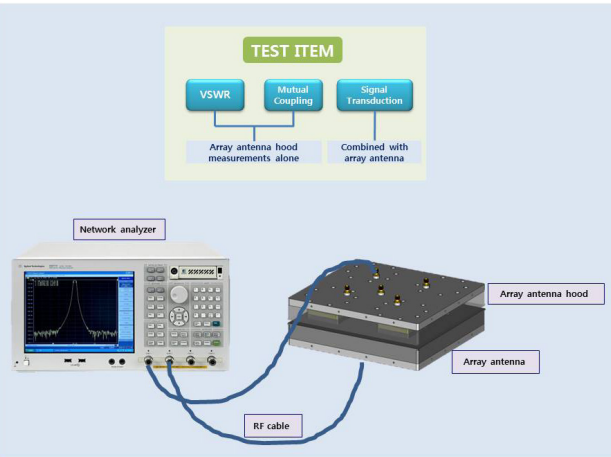 TEST ITEM
VSWR
Mutual
Coupling
Signal
Transduction
Array antenna hood
measurements alone
Combined with
array antenna
Network analyzer
Array antenna hood
Array antenna
RF cable